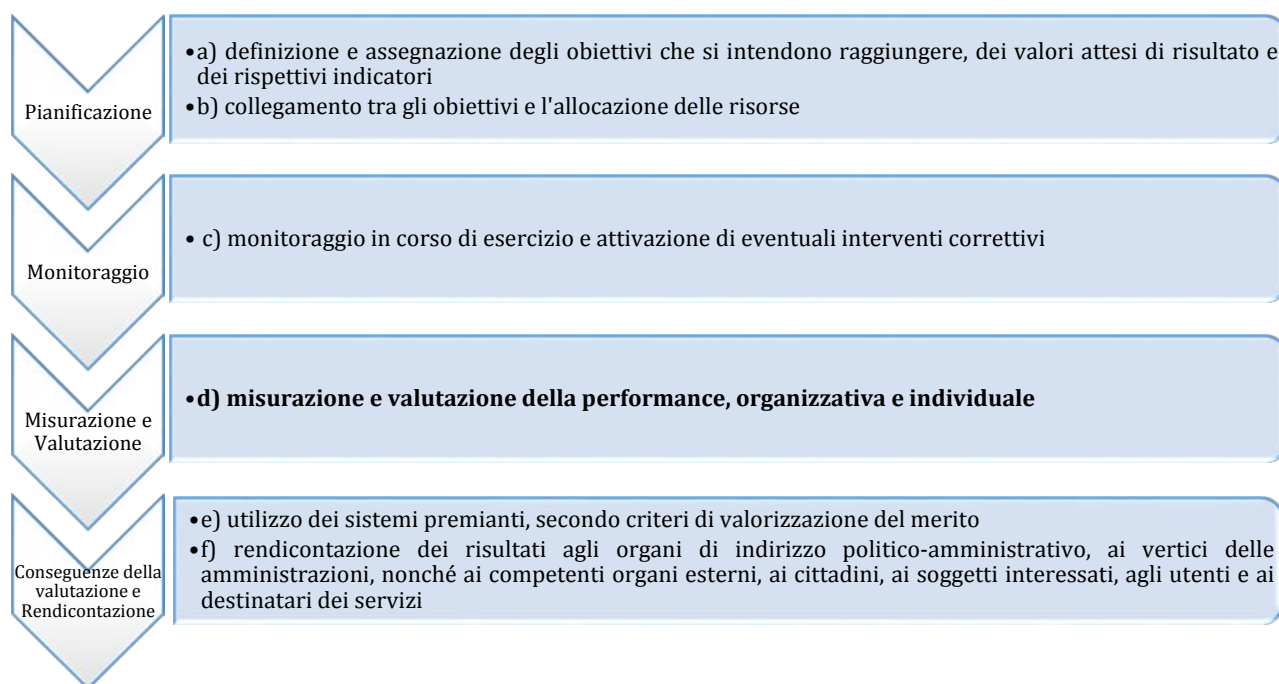 Pianificazione
•a) definizione e assegnazione degli obiettivi che si intendono raggiungere, dei valori attesi di risultato e
dei rispettivi indicatori
•b) collegamento tra gli obiettivi e l'allocazione delle risorse
Monitoraggio
• c) monitoraggio in corso di esercizio e attivazione di eventuali interventi correttivi
Misurazione e
Valutazione
•d) misurazione e valutazione della performance, organizzativa e individuale
Conseguenze della
valutazione e
Rendicontazione
•e) utilizzo dei sistemi premianti, secondo criteri di valorizzazione del merito
•f) rendicontazione dei risultati agli organi di indirizzo politico-amministrativo, ai vertici delle
amministrazioni, nonché ai competenti organi esterni, ai cittadini, ai soggetti interessati, agli utenti e ai
destinatari dei servizi